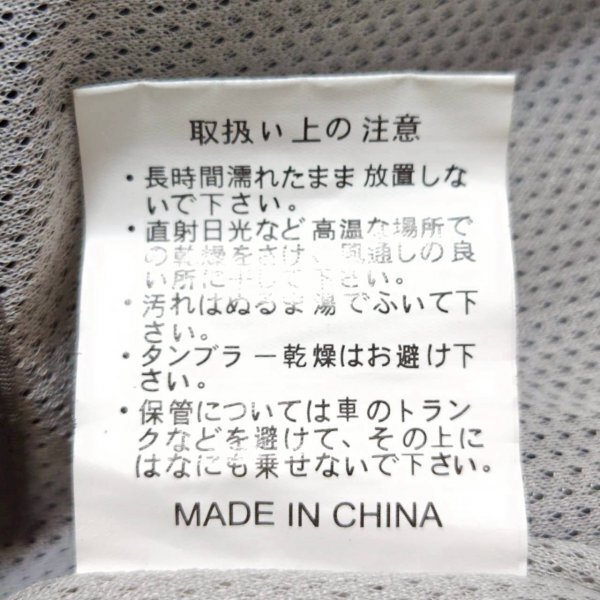 取扱い上の注意
・長時間濡れたまま放置しな
いで下さい。
・直射日光など高温な場所で
の乾燥をさけ、風通しの良
い所に干して下さい。
・汚れはぬるま湯でふいて下
さい。
・タンブラー乾燥はお避け下
さい。
・保管については車のトラン
クなどを避けて、その上に
はなにも乗せないで下さい。
MADE IN CHINA